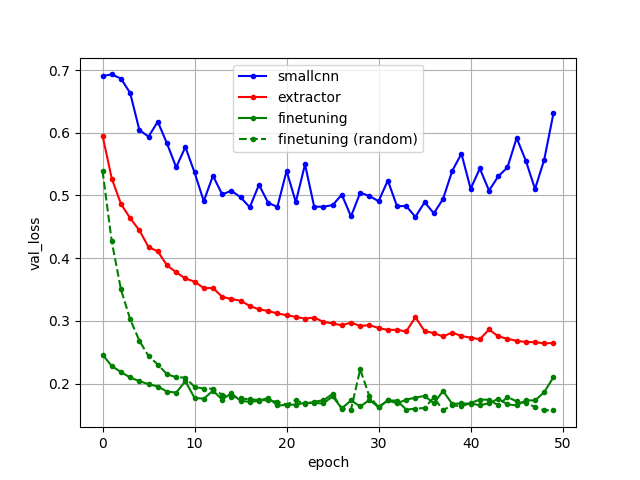 smallcnn
extractor
finetuning
finetuning (random)
val_loss
0.7
0.6
0.5
0.4
0.3
0.2
0 10 20 30 40 50
epoch